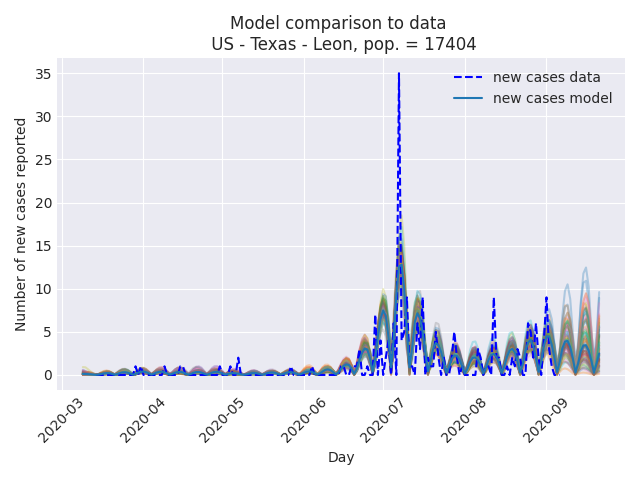 Model comparison to data
US - Texas - Leon, pop. = 17404
new cases data
new cases model
Number of new cases reported
35
30
25
20
15
10
5
0
2020-03
2020-04
2020-05
2020-06
2020-07
2020-08
2020-09
Day